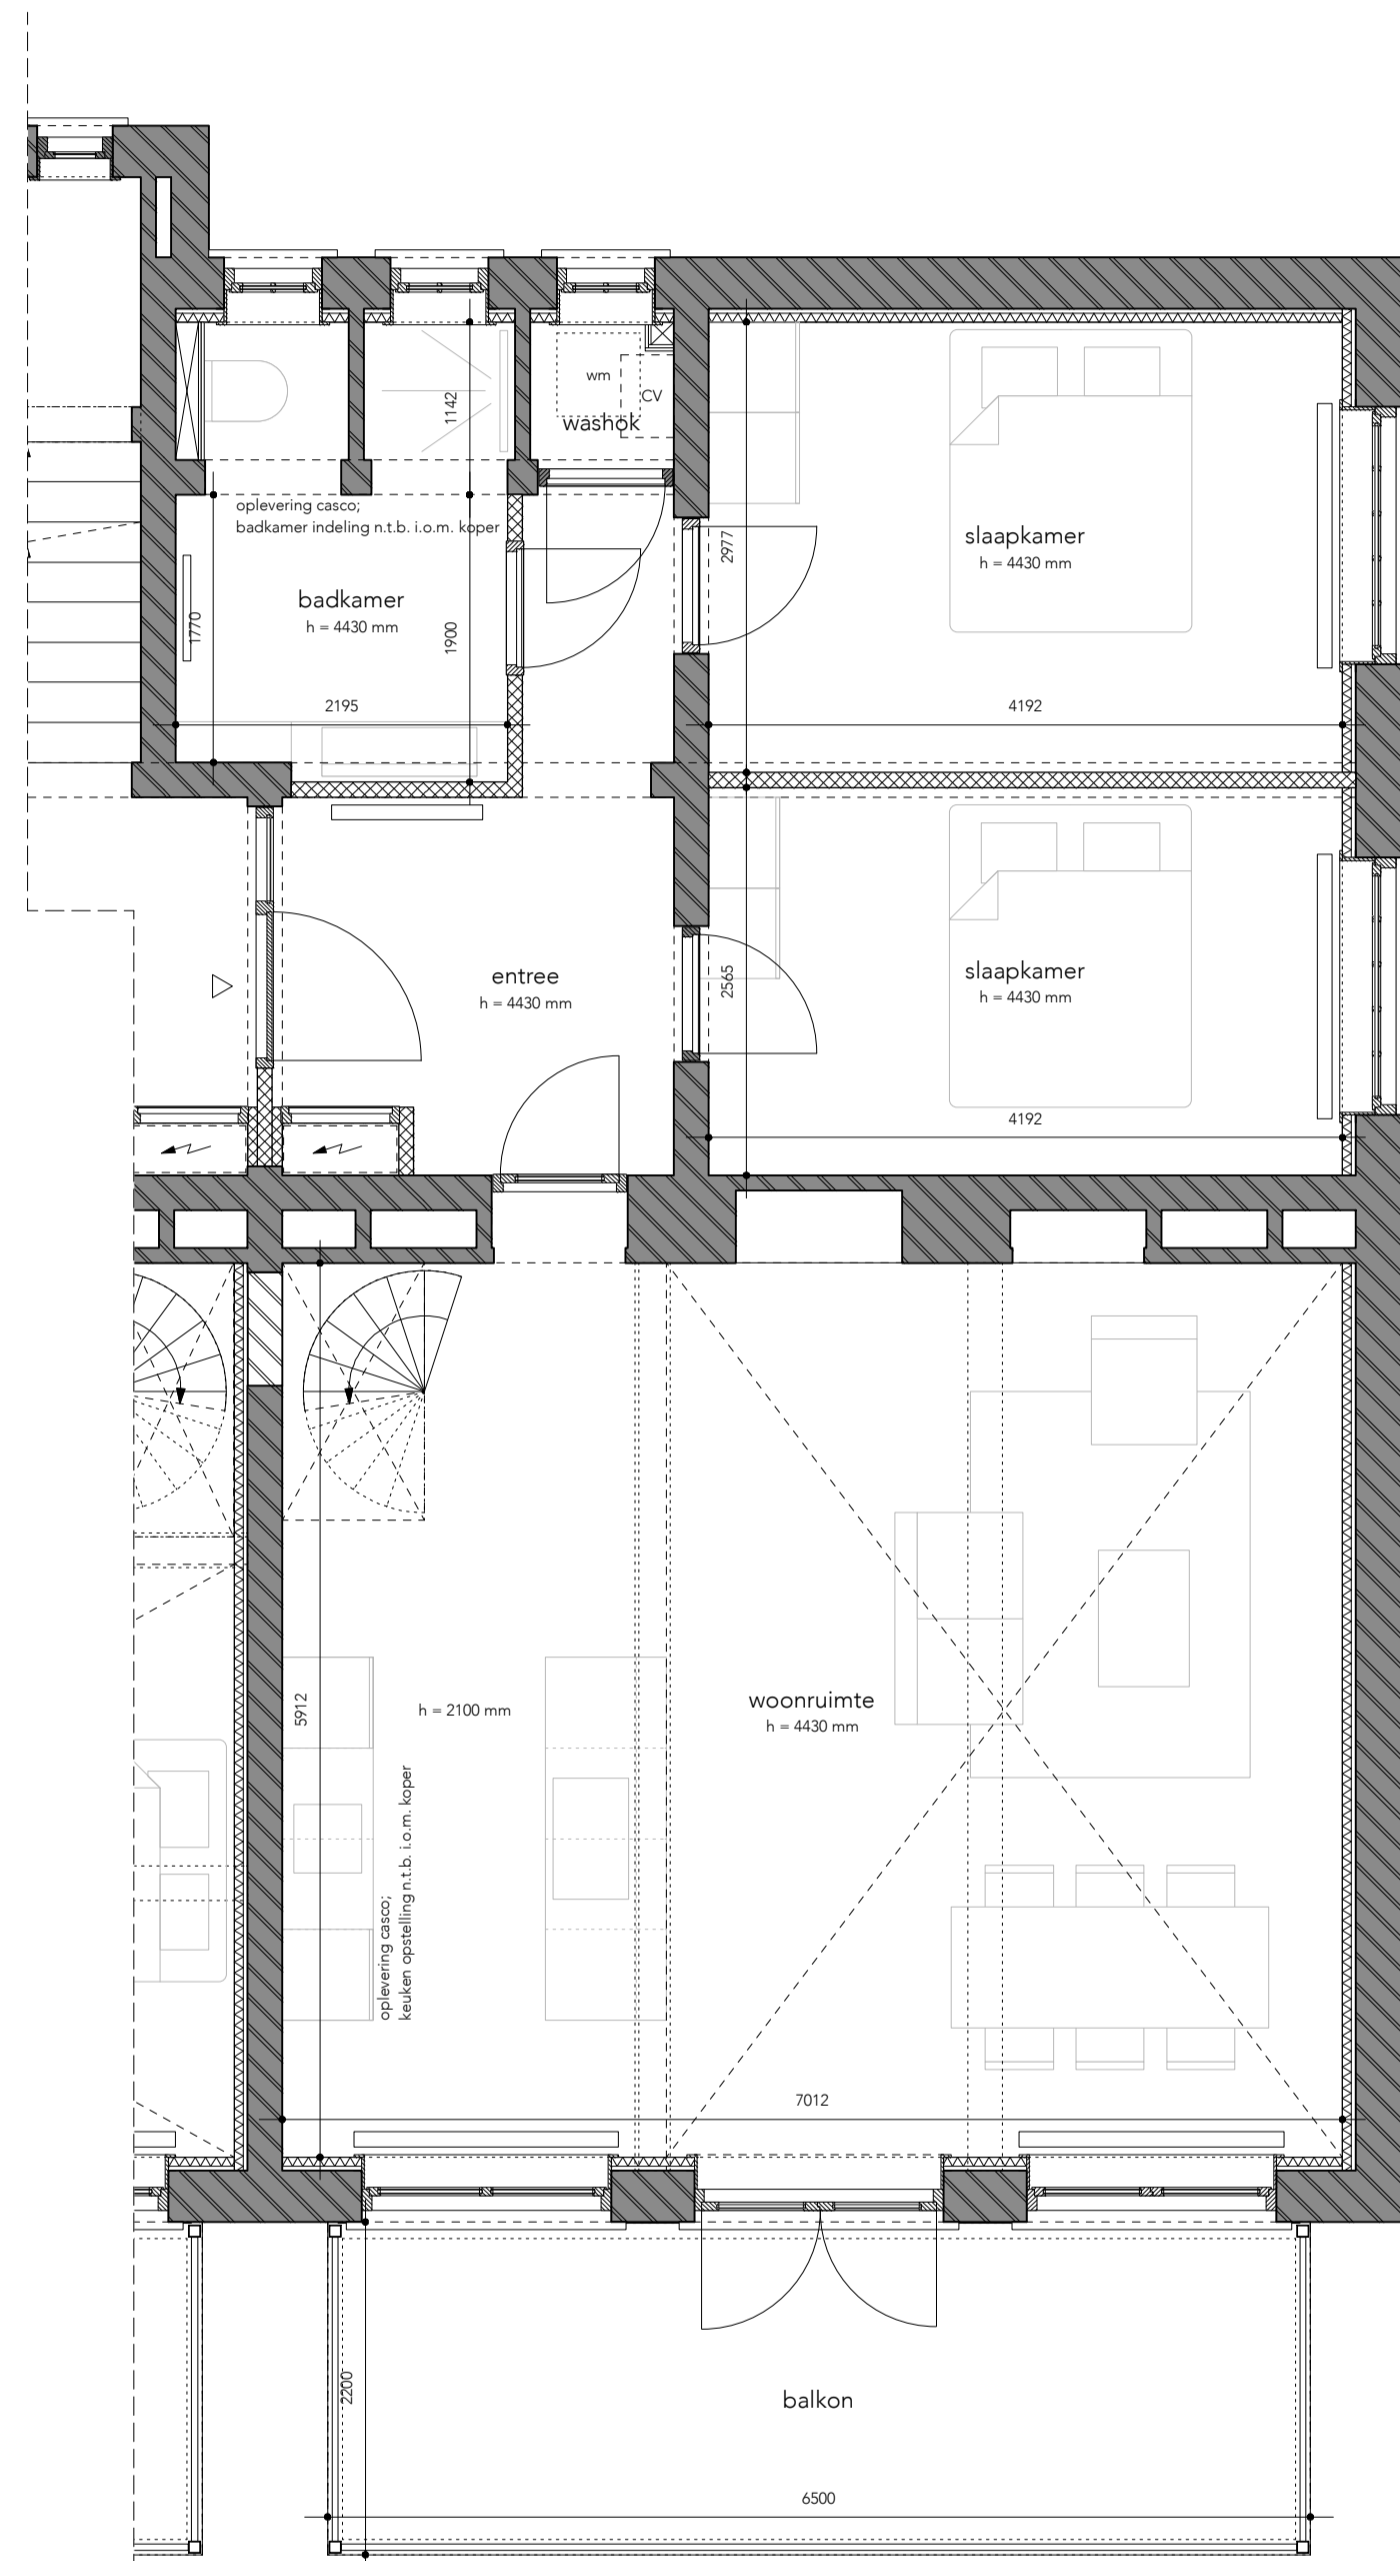 wm
CV
washok
1142
oplevering casco;
badkamer indeling n.t.b. i.o.m. koper
slaapkamer
h = 4430 mm
2977
badkamer
h = 4430 mm
1770
1900
2195
4192
entree
h = 4430 mm
slaapkamer
h = 4430 mm
2565
4192
5912
h = 2100 mm
woonruimte
h = 4430 mm
oplevering casco;
keuken opstelling n.t.b. i.o.m. koper
7012
2200
balkon
6500